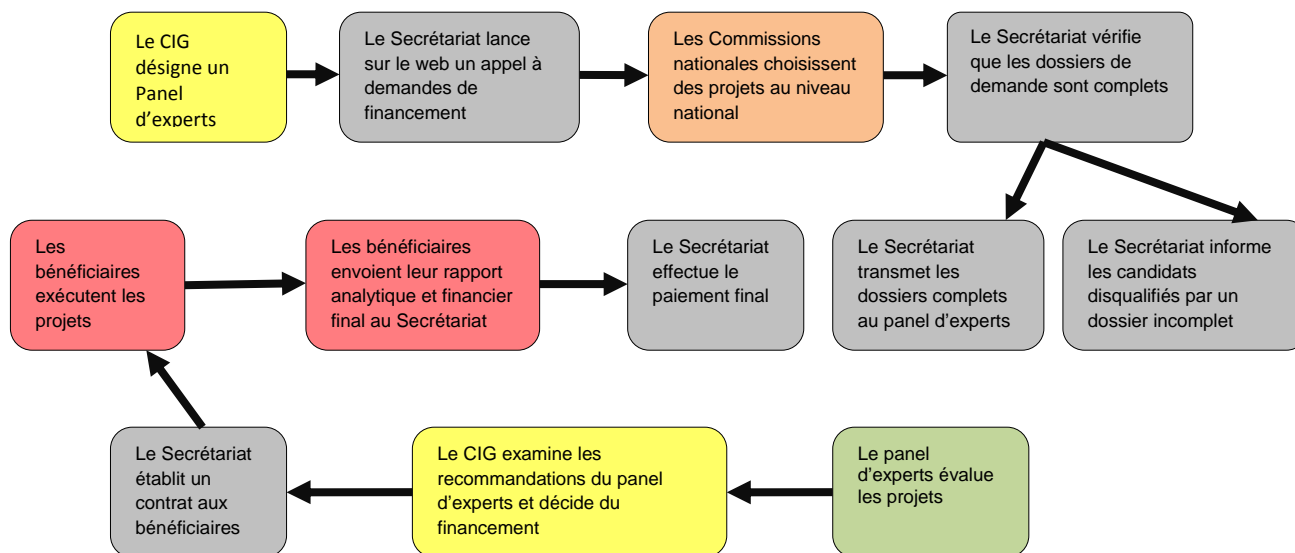 Le CIG
désigne un
Panel
d'experts
Le Secrétariat lance
sur le web un appel à
demandes de
financement
Les Commissions
nationales choisissent
des projets au niveau
national
Le Secrétariat vérifie
que les dossiers de
demande sont complets
Les
bénéficiaires
exécutent les
projets
Les bénéficiaires
envoient leur rapport
analytique et financier
final au Secrétariat
Le Secrétariat
effectue le
paiement final
Le Secrétariat
transmet les
dossiers complets
au panel d'experts
Le Secrétariat informe
les candidats
disqualifiés par un
dossier incomplet
Le Secrétariat
établit un
contrat aux
bénéficiaires
Le CIG examine les
recommandations du panel
d'experts et décide du
financement
Le panel
d'experts évalue
les projets